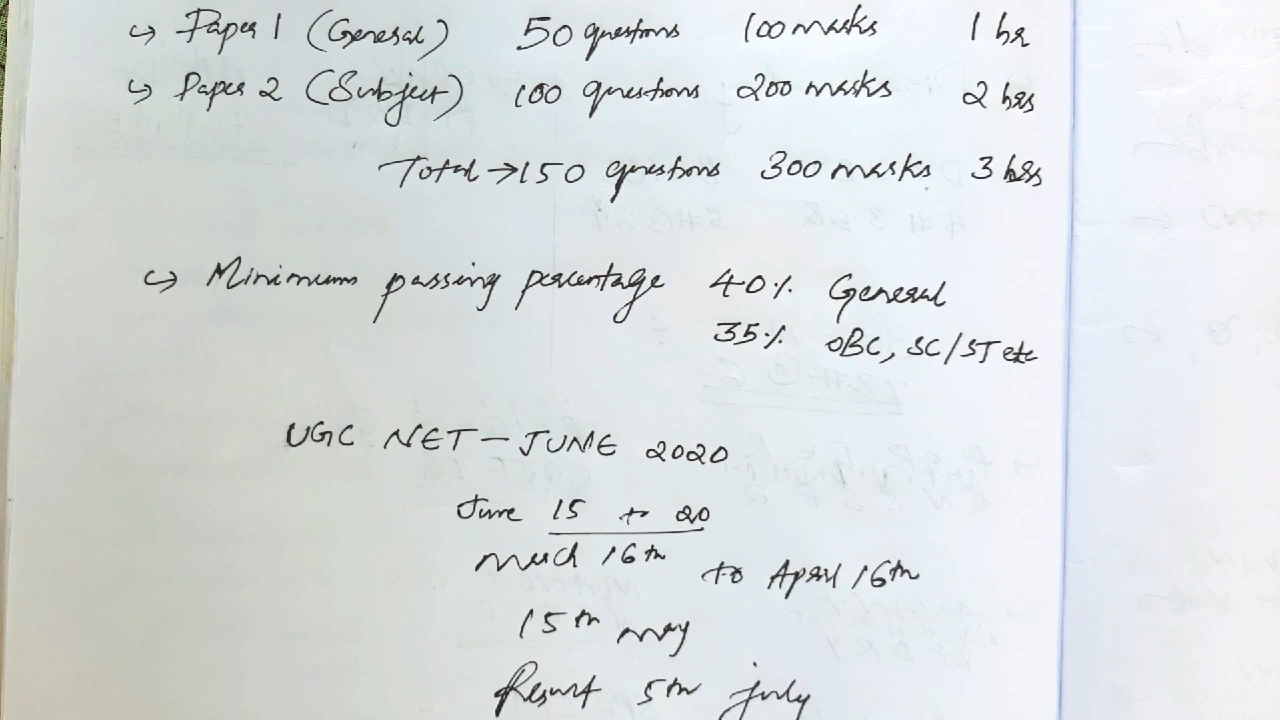 ↪ Paper 1 (General) 50 questions 100 marks 1 hr
↪ Paper 2 (Subject) 100 questions 200 marks 2 hrs
Total → 150 questions 300 marks 3 hrs
↪ Minimum passing percentage 40% General
35% OBC, SC/ST etc
UGC NET - JUNE 2020
June 15 to 20
March 16th to April 16th
15th may
Result 5th july